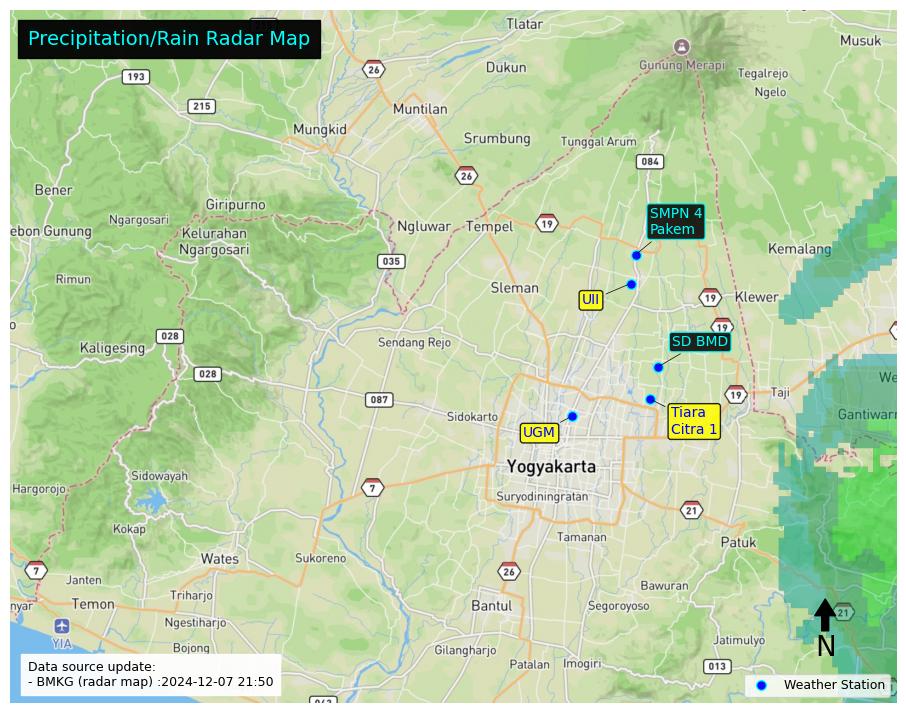 Precipitation/Rain Radar Map
Tlatar
Musuk
26
Dukun
Gunung Merapi
Tegalrejo
193
Ngelo
215
Muntilan
Mungkid
Srumbung
Tunggal Arum
084
26
Bener
Giripurno
SMPN 4
Pakem
Ngargosari
Kelurahan
Ngargosari
ebon Gunung
Ngluwar
Tempel
19
Kemalang
035
Rimun
UII
Sleman
19
Klewer
19
028
Kaligesing
Sendang Rejo
SD BMD
028
We
087
19
Taji
Sidokarto
UGM
Tiara
Citra 1
Gantiwarn
Yogyakarta
Sidowayah
Hargorojo
7
Suryodiningratan
21
Kokap
Tamanan
Patuk
Wates
Sukoreno
7
26
Janten
Bawuran
Triharjo
nyar
Temon
Bantul
Segoroyoso
21
YIA
Ngestiharjo
N
Bojong
Gilangharjo
Jatimulyo
Patalan
Imogiri
013
Data source update:
- BMKG (radar map) :2024-12-07 21:50
Weather Station